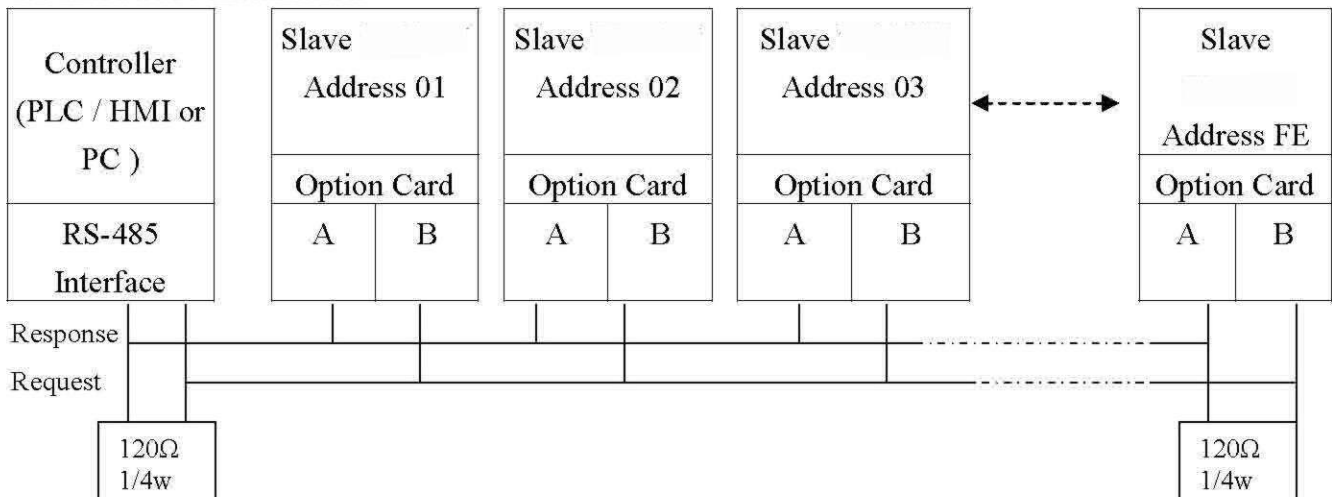 Controller
(PLC / HMI or
PC )
RS-485
Interface
Slave
Address 01
Option Card
A B
Slave
Address 02
Option Card
A B
Slave
Address 03
Option Card
A B
Slave
Address FE
Option Card
A B
Response
Request
120Ω
1/4w
120Ω
1/4w